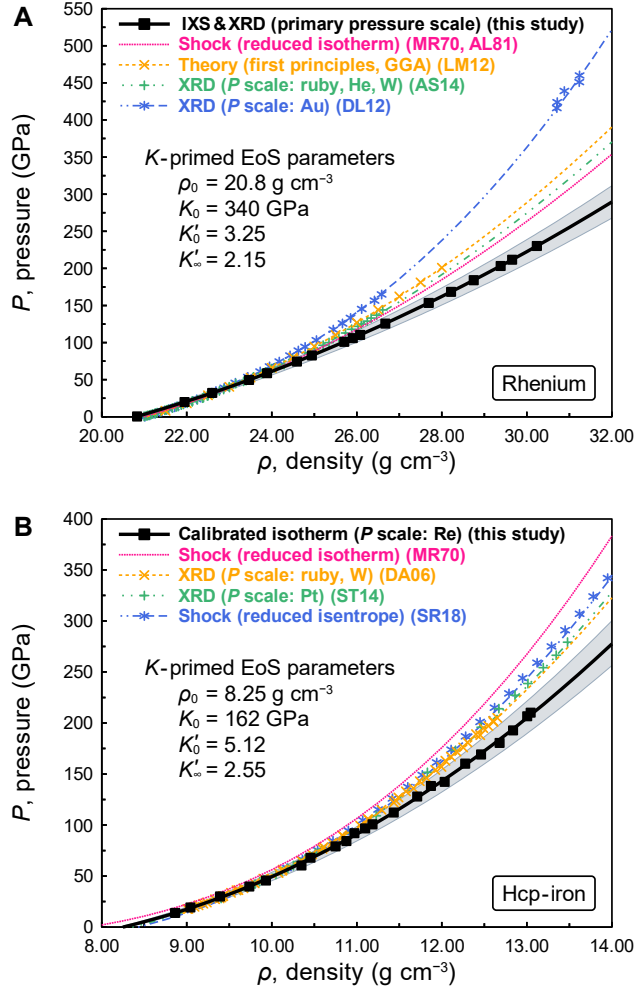 A
IXS & XRD (primary pressure scale) (this study)
Shock (reduced isotherm) (MR70, AL81)
Theory (first principles, GGA) (LM12)
XRD (P scale: ruby, He, W) (AS14)
XRD (P scale: Au) (DL12)
K-primed EoS parameters
ρ₀ = 20.8 g cm⁻³
K₀ = 340 GPa
K₀′ = 3.25
K∞′ = 2.15
Rhenium
P, pressure (GPa)
550
500
450
400
350
300
250
200
150
100
50
0
20.00 22.00 24.00 26.00 28.00 30.00 32.00
ρ, density (g cm⁻³)
B
Calibrated isotherm (P scale: Re) (this study)
Shock (reduced isotherm) (MR70)
XRD (P scale: ruby, W) (DA06)
XRD (P scale: Pt) (ST14)
Shock (reduced isentrope) (SR18)
K-primed EoS parameters
ρ₀ = 8.25 g cm⁻³
K₀ = 162 GPa
K₀′ = 5.12
K∞′ = 2.55
Hcp-iron
P, pressure (GPa)
400
350
300
250
200
150
100
50
0
8.00 9.00 10.00 11.00 12.00 13.00 14.00
ρ, density (g cm⁻³)